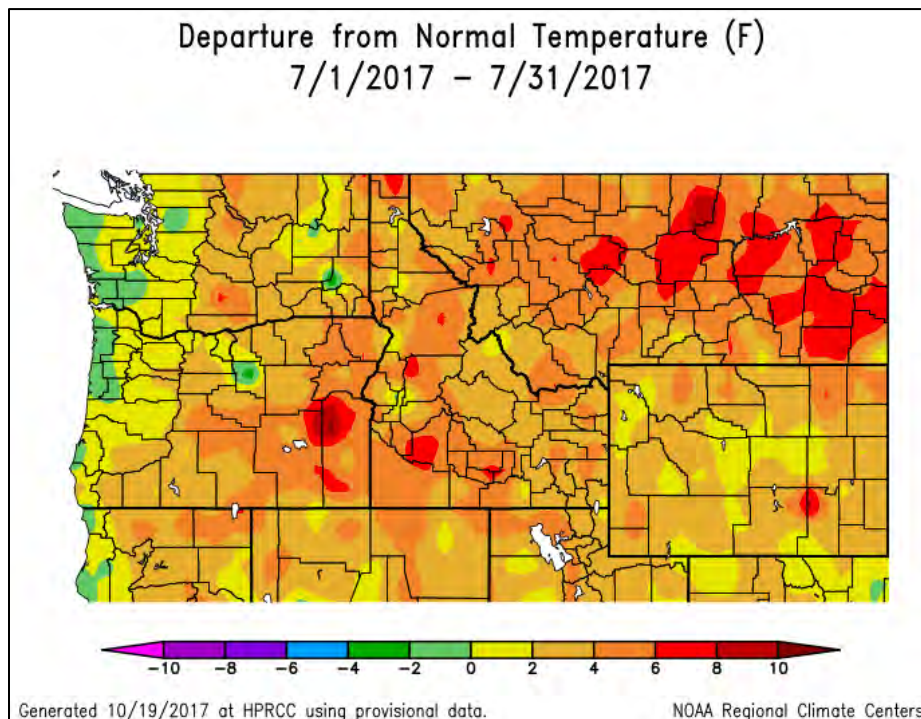 Departure from Normal Temperature (F)
7/1/2017 – 7/31/2017
-10 -8 -6 -4 -2 0 2 4 6 8 10
Generated 10/19/2017 at HPRCC using provisional data. NOAA Regional Climate Centers